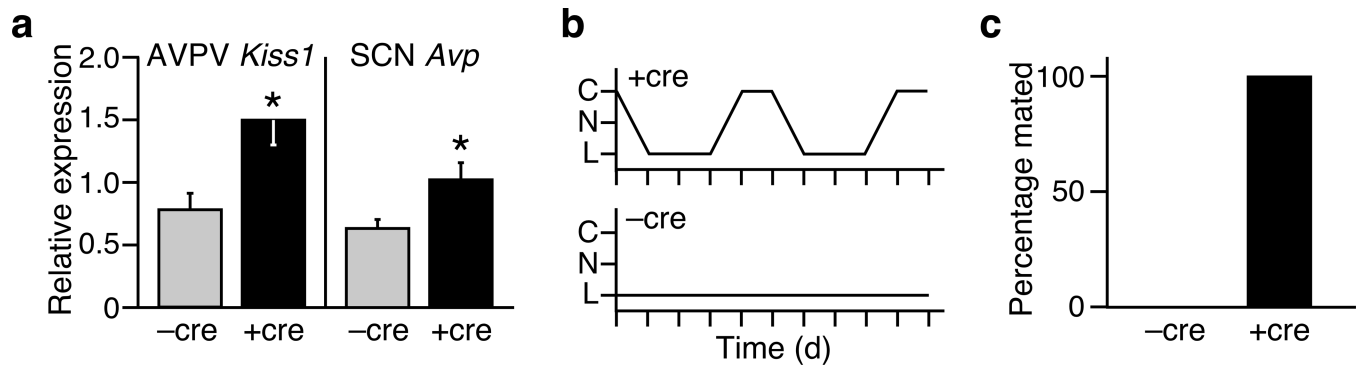 a
AVPV Kiss1
SCN Avp
Relative expression
2.0
1.5
1.0
0.5
0
–cre
+cre
–cre
+cre
b
+cre
C
N
L
–cre
C
N
L
Time (d)
c
Percentage mated
100
50
0
–cre
+cre
*
*